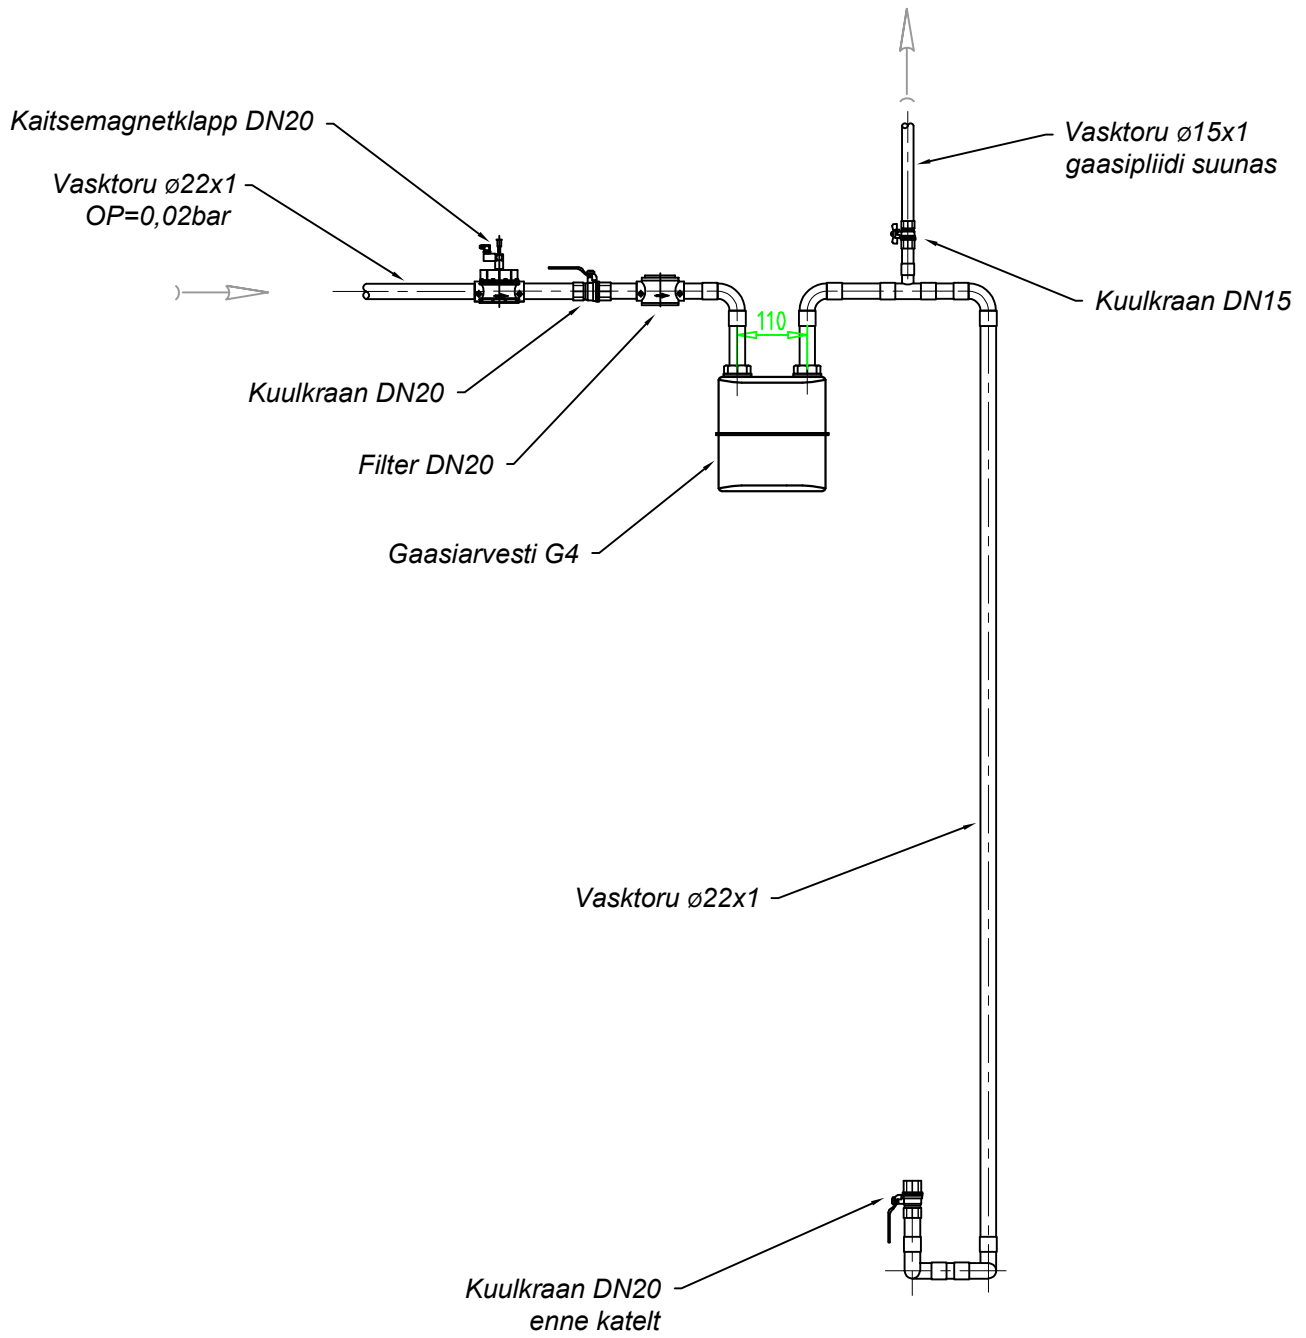 Kaitsemagnetklapp DN20
Vasktoru ø22x1
OP=0,02bar
Vasktoru ø15x1
gaasipliidi suunas
Kuulkraan DN15
110
Kuulkraan DN20
Filter DN20
Gaasiarvesti G4
Vasktoru ø22x1
Kuulkraan DN20
enne katelt